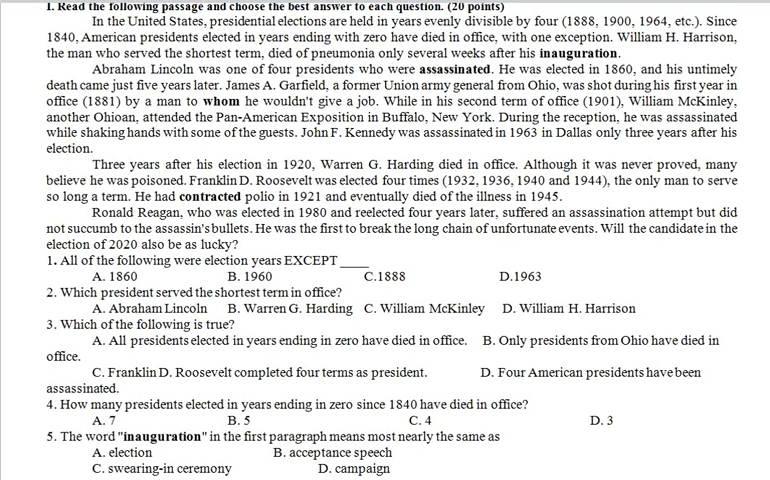 I. Read the following passage and choose the best answer to each question. (20 points)
In the United States, presidential elections are held in years evenly divisible by four (1888, 1900, 1964, etc.). Since
1840, American presidents elected in years ending with zero have died in office, with one exception. William H. Harrison,
the man who served the shortest term, died of pneumonia only several weeks after his inauguration.
Abraham Lincoln was one of four presidents who were assassinated. He was elected in 1860, and his untimely
death came just five years later. James A. Garfield, a former Union army general from Ohio, was shot during his first year in
office (1881) by a man to whom he wouldn't give a job. While in his second term of office (1901), William McKinley,
another Ohioan, attended the Pan-American Exposition in Buffalo, New York. During the reception, he was assassinated
while shaking hands with some of the guests. John F. Kennedy was assassinated in 1963 in Dallas only three years after his
election.
Three years after his election in 1920, Warren G. Harding died in office. Although it was never proved, many
believe he was poisoned. Franklin D. Roosevelt was elected four times (1932, 1936, 1940 and 1944), the only man to serve
so long a term. He had contracted polio in 1921 and eventually died of the illness in 1945.
Ronald Reagan, who was elected in 1980 and reelected four years later, suffered an assassination attempt but did
not succumb to the assassin's bullets. He was the first to break the long chain of unfortunate events. Will the candidate in the
election of 2020 also be as lucky?
1. All of the following were election years EXCEPT ____
A. 1860 B. 1960 C.1888 D.1963
2. Which president served the shortest term in office?
A. Abraham Lincoln B. Warren G. Harding C. William McKinley D. William H. Harrison
3. Which of the following is true?
A. All presidents elected in years ending in zero have died in office. B. Only presidents from Ohio have died in
office.
C. Franklin D. Roosevelt completed four terms as president. D. Four American presidents have been
assassinated.
4. How many presidents elected in years ending in zero since 1840 have died in office?
A. 7 B. 5 C. 4 D. 3
5. The word "inauguration" in the first paragraph means most nearly the same as
A. election B. acceptance speech
C. swearing-in ceremony D. campaign